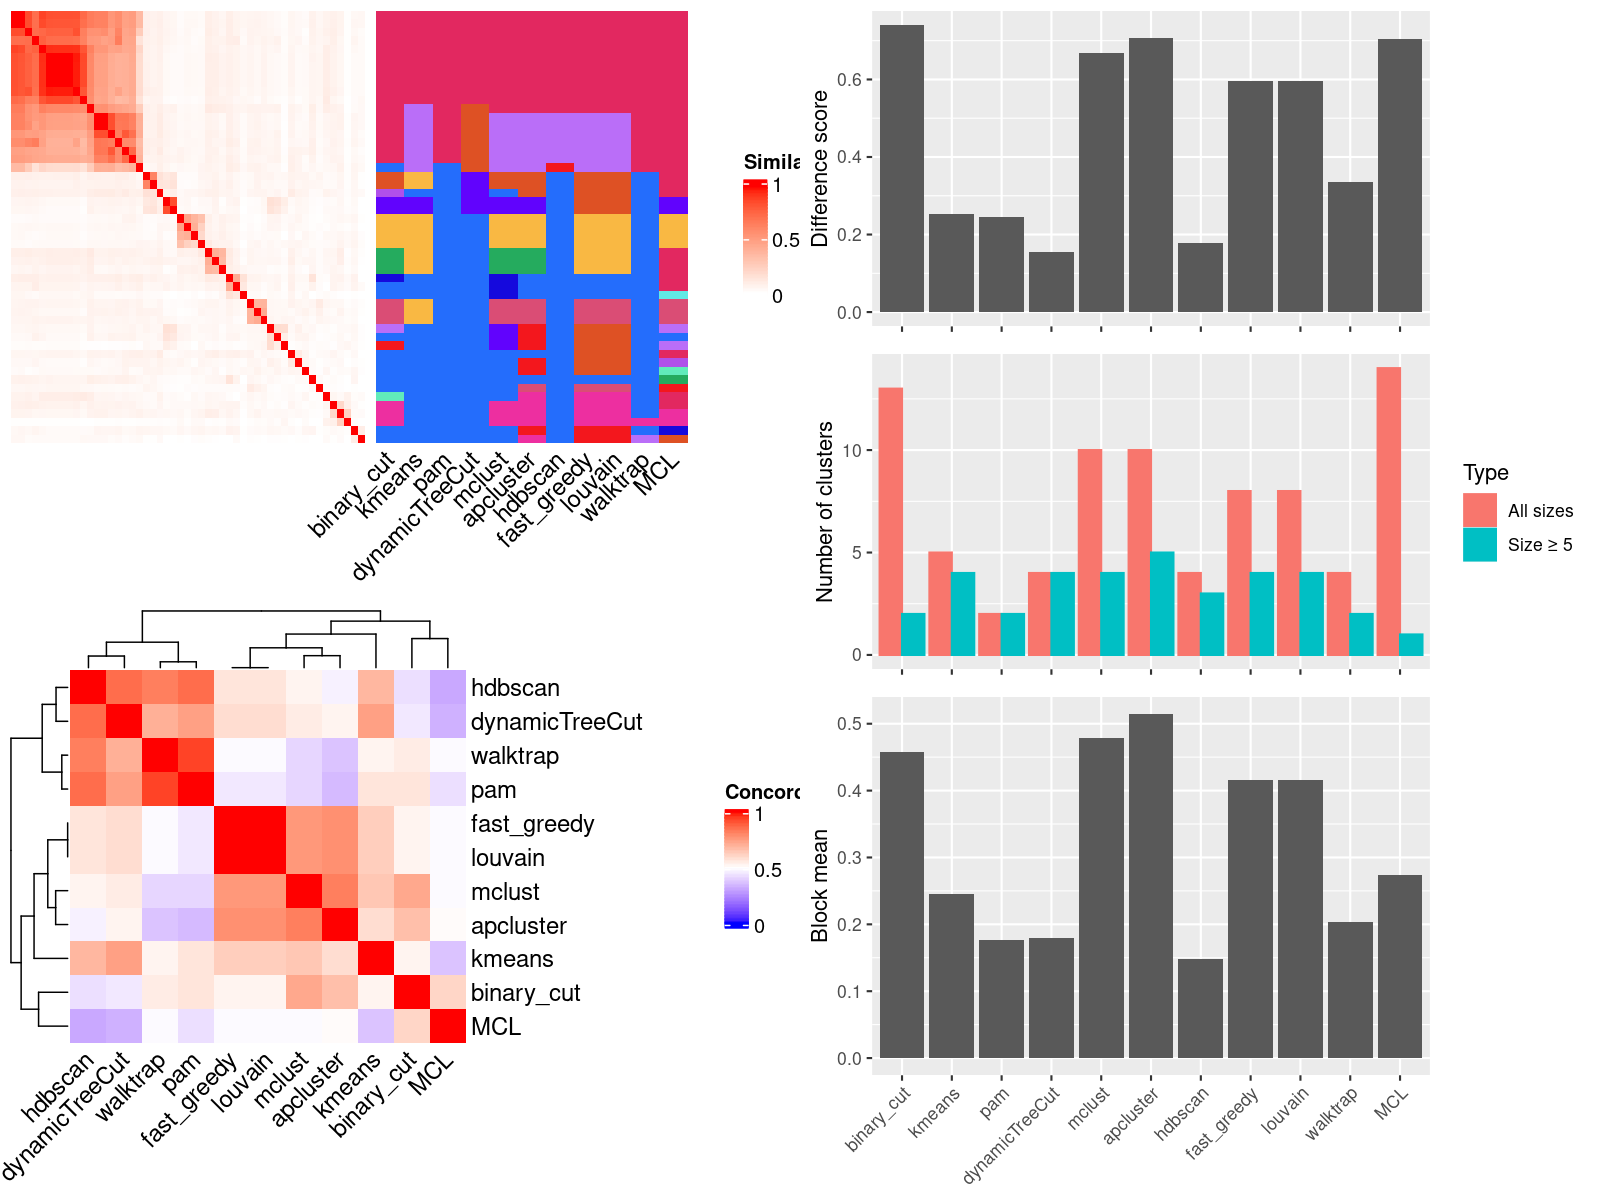 Simila
1
0.5
0
binary_cut
kmeans
pam
dynamicTreeCut
mclust
apcluster
hdbscan
fast_greedy
louvain
walktrap
MCL
Difference score
0.6
0.4
0.2
0.0
Number of clusters
10
5
0
Type
All sizes
Size ≥ 5
hdbscan
dynamicTreeCut
walktrap
pam
fast_greedy
louvain
mclust
apcluster
kmeans
binary_cut
MCL
hdbscan
dynamicTreeCut
walktrap
pam
fast_greedy
louvain
mclust
apcluster
kmeans
binary_cut
MCL
Concord
1
0.5
0
Block mean
0.5
0.4
0.3
0.2
0.1
0.0
binary_cut
kmeans
pam
dynamicTreeCut
mclust
apcluster
hdbscan
fast_greedy
louvain
walktrap
MCL